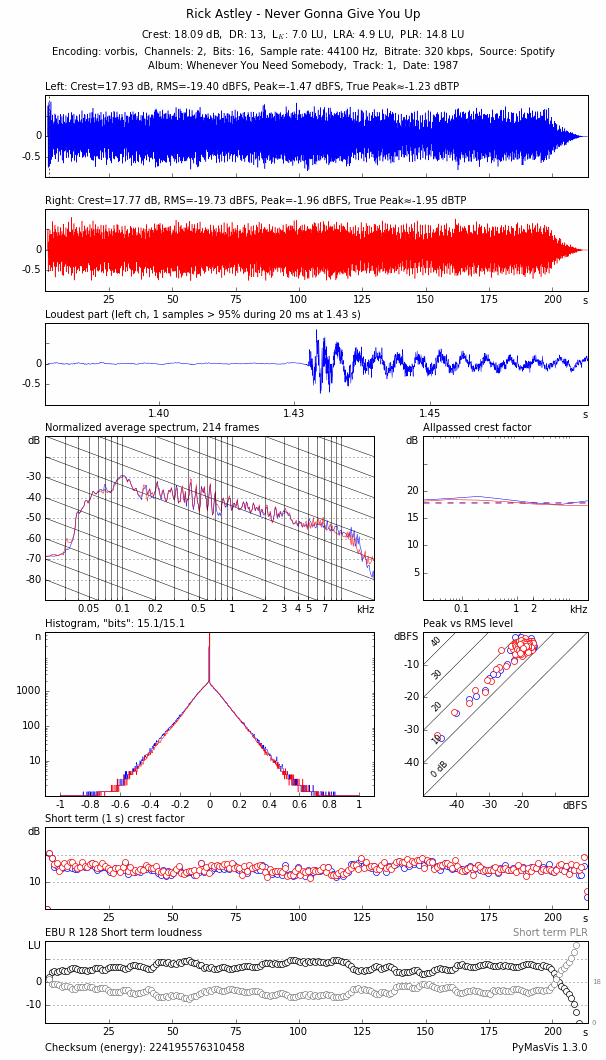 Rick Astley - Never Gonna Give You Up
Crest: 18.09 dB, DR: 13, L_K: 7.0 LU, LRA: 4.9 LU, PLR: 14.8 LU
Encoding: vorbis, Channels: 2, Bits: 16, Sample rate: 44100 Hz, Bitrate: 320 kbps, Source: Spotify
Album: Whenever You Need Somebody, Track: 1, Date: 1987
Left: Crest=17.93 dB, RMS=-19.40 dBFS, Peak=-1.47 dBFS, True Peak≈-1.23 dBTP
0
-0.5
Right: Crest=17.77 dB, RMS=-19.73 dBFS, Peak=-1.96 dBFS, True Peak≈-1.95 dBTP
0
-0.5
25 50 75 100 125 150 175 200 s
Loudest part (left ch, 1 samples > 95% during 20 ms at 1.43 s)
0
-0.5
1.40 1.43 1.45 s
Normalized average spectrum, 214 frames
dB
-30
-40
-50
-60
-70
-80
0.05 0.1 0.2 0.5 1 2 3 4 5 7 kHz
Allpassed crest factor
dB
20
15
10
5
0.1 1 2 kHz
Histogram, "bits": 15.1/15.1
n
1000
100
10
-1 -0.8 -0.6 -0.4 -0.2 0 0.2 0.4 0.6 0.8 1
Peak vs RMS level
dBFS
-10
-20
-30
-40
40
30
20
10
0 dB
-40 -30 -20 dBFS
Short term (1 s) crest factor
dB
10
25 50 75 100 125 150 175 200 s
EBU R 128 Short term loudness Short term PLR
LU
0
-10
18
0
25 50 75 100 125 150 175 200 s
Checksum (energy): 224195576310458 PyMasVis 1.3.0